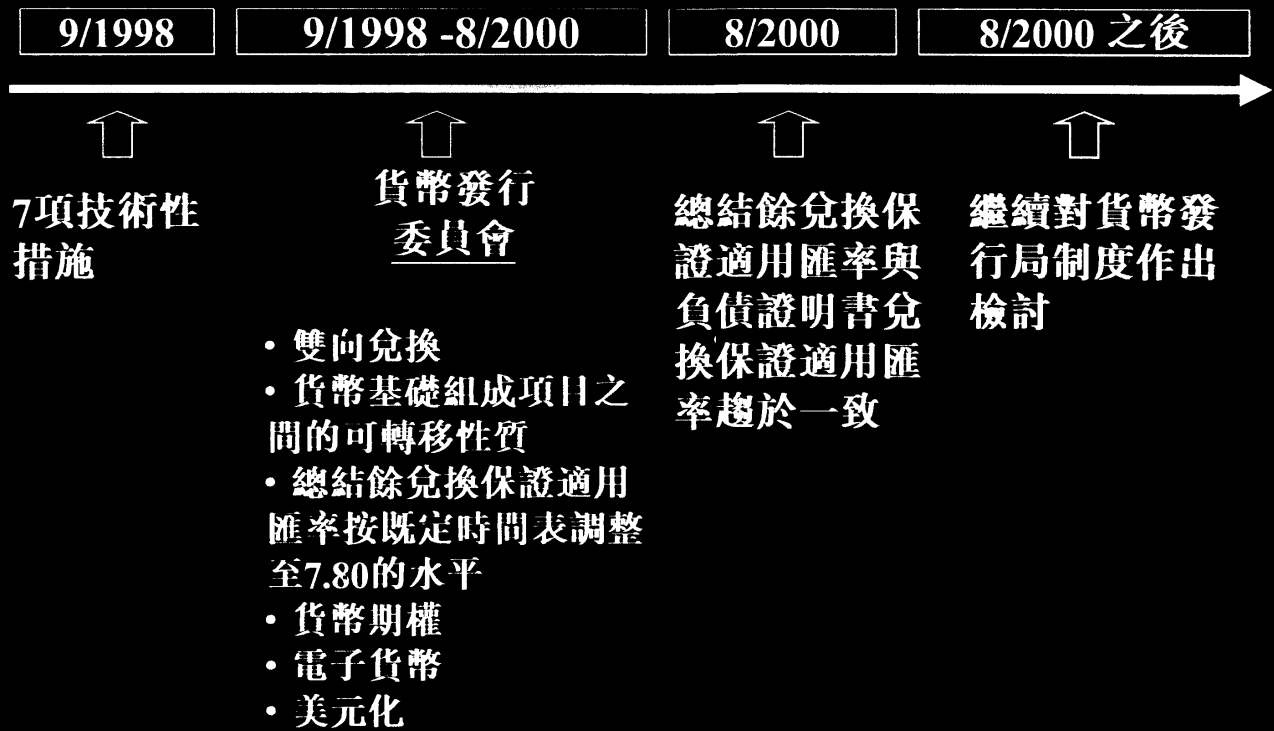 9/1998
9/1998 -8/2000
8/2000
8/2000 之後
7項技術性
措施
貨幣發行
委員會
• 雙向兌換
• 貨幣基礎組成項目之
間的可轉移性質
• 總結餘兌換保證適用
匯率按既定時間表調整
至7.80的水平
• 貨幣期權
• 電子貨幣
• 美元化
總結餘兌換保
證適用匯率與
負債證明書兌
換保證適用匯
率趨於一致
繼續對貨幣發
行局制度作出
檢討